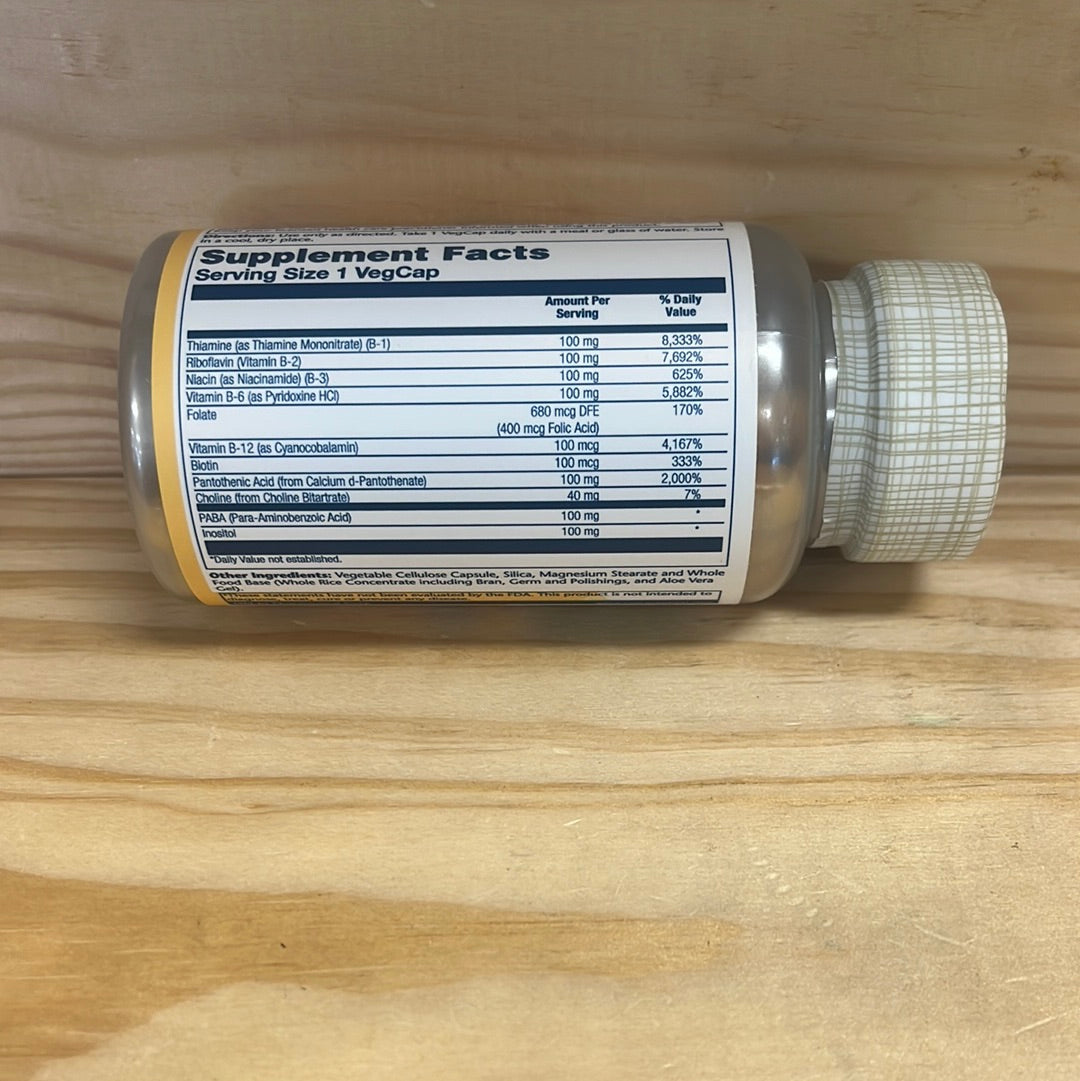 Directions: Use only as directed. Take 1 VegCap daily with a meal or glass of water. Store
in a cool, dry place.
Supplement Facts
Serving Size 1 VegCap
Amount Per Serving % Daily Value
Thiamine (as Thiamine Mononitrate) (B-1) 100 mg 8,333%
Riboflavin (Vitamin B-2) 100 mg 7,692%
Niacin (as Niacinamide) (B-3) 100 mg 625%
Vitamin B-6 (as Pyridoxine HCl) 100 mg 5,882%
Folate 680 mcg DFE 170%
(400 mcg Folic Acid)
Vitamin B-12 (as Cyanocobalamin) 100 mcg 4,167%
Biotin 100 mcg 333%
Pantothenic Acid (from Calcium d-Pantothenate) 100 mg 2,000%
Choline (from Choline Bitartrate) 40 mg 7%
PABA (Para-Aminobenzoic Acid) 100 mg *
Inositol 100 mg *
*Daily Value not established.
Other Ingredients: Vegetable Cellulose Capsule, Silica, Magnesium Stearate and Whole
Food Base (Whole Rice Concentrate including Bran, Germ and Polishings, and Aloe Vera
Gel).
These statements have not been evaluated by the FDA. This product is not intended to
diagnose, treat, cure or prevent any disease.